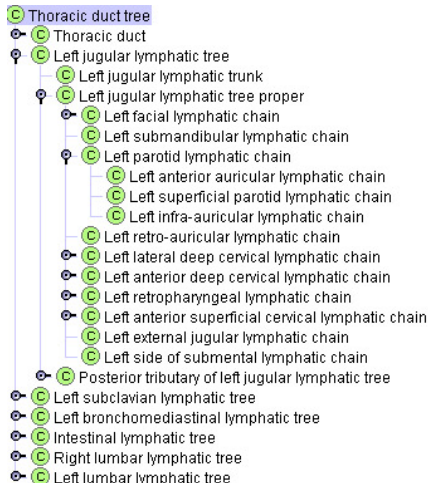 Thoracic duct tree
Thoracic duct
Left jugular lymphatic tree
Left jugular lymphatic trunk
Left jugular lymphatic tree proper
Left facial lymphatic chain
Left submandibular lymphatic chain
Left parotid lymphatic chain
Left anterior auricular lymphatic chain
Left superficial parotid lymphatic chain
Left infra-auricular lymphatic chain
Left retro-auricular lymphatic chain
Left lateral deep cervical lymphatic chain
Left anterior deep cervical lymphatic chain
Left retropharyngeal lymphatic chain
Left anterior superficial cervical lymphatic chain
Left external jugular lymphatic chain
Left side of submental lymphatic chain
Posterior tributary of left jugular lymphatic tree
Left subclavian lymphatic tree
Left bronchomediastinal lymphatic tree
Intestinal lymphatic tree
Right lumbar lymphatic tree
Left lumbar lymphatic tree